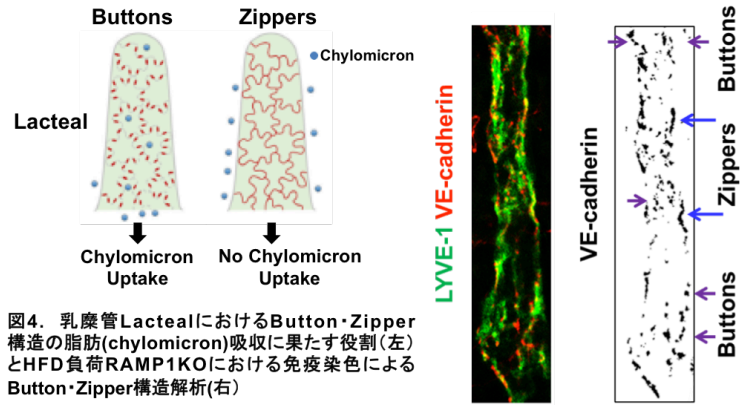 Buttons
Zippers
Chylomicron
Lacteal
Chylomicron
Uptake
No Chylomicron
Uptake
図4. 乳糜管LactealにおけるButton・Zipper
構造の脂肪(chylomicron)吸収に果たす役割(左)
とHFD負荷RAMP1KOにおける免疫染色による
Button・Zipper構造解析(右)
LYVE-1 VE-cadherin
VE-cadherin
Buttons
Zippers
Buttons